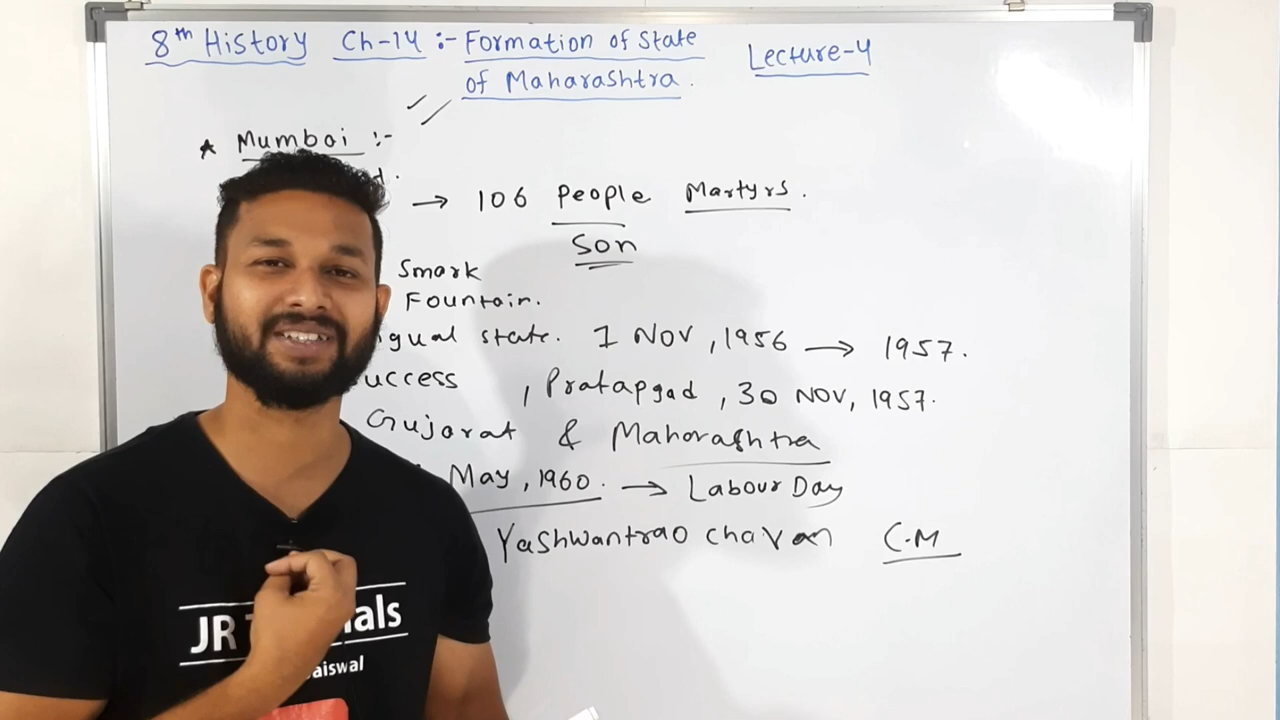 8th History Ch-14 :- Formation of State
of Maharashtra.
Lecture-4
* Mumbai :-
d.
→ 106 People Martyrs.
Son
Smark
Fountain.
gual state. 1 Nov, 1956 → 1957.
uccess , Pratapgad, 30 Nov, 1957.
Gujarat & Maharashtra
May, 1960. → Labour Day
Yashwantrao chavan C.M
JR T ials
aiswal